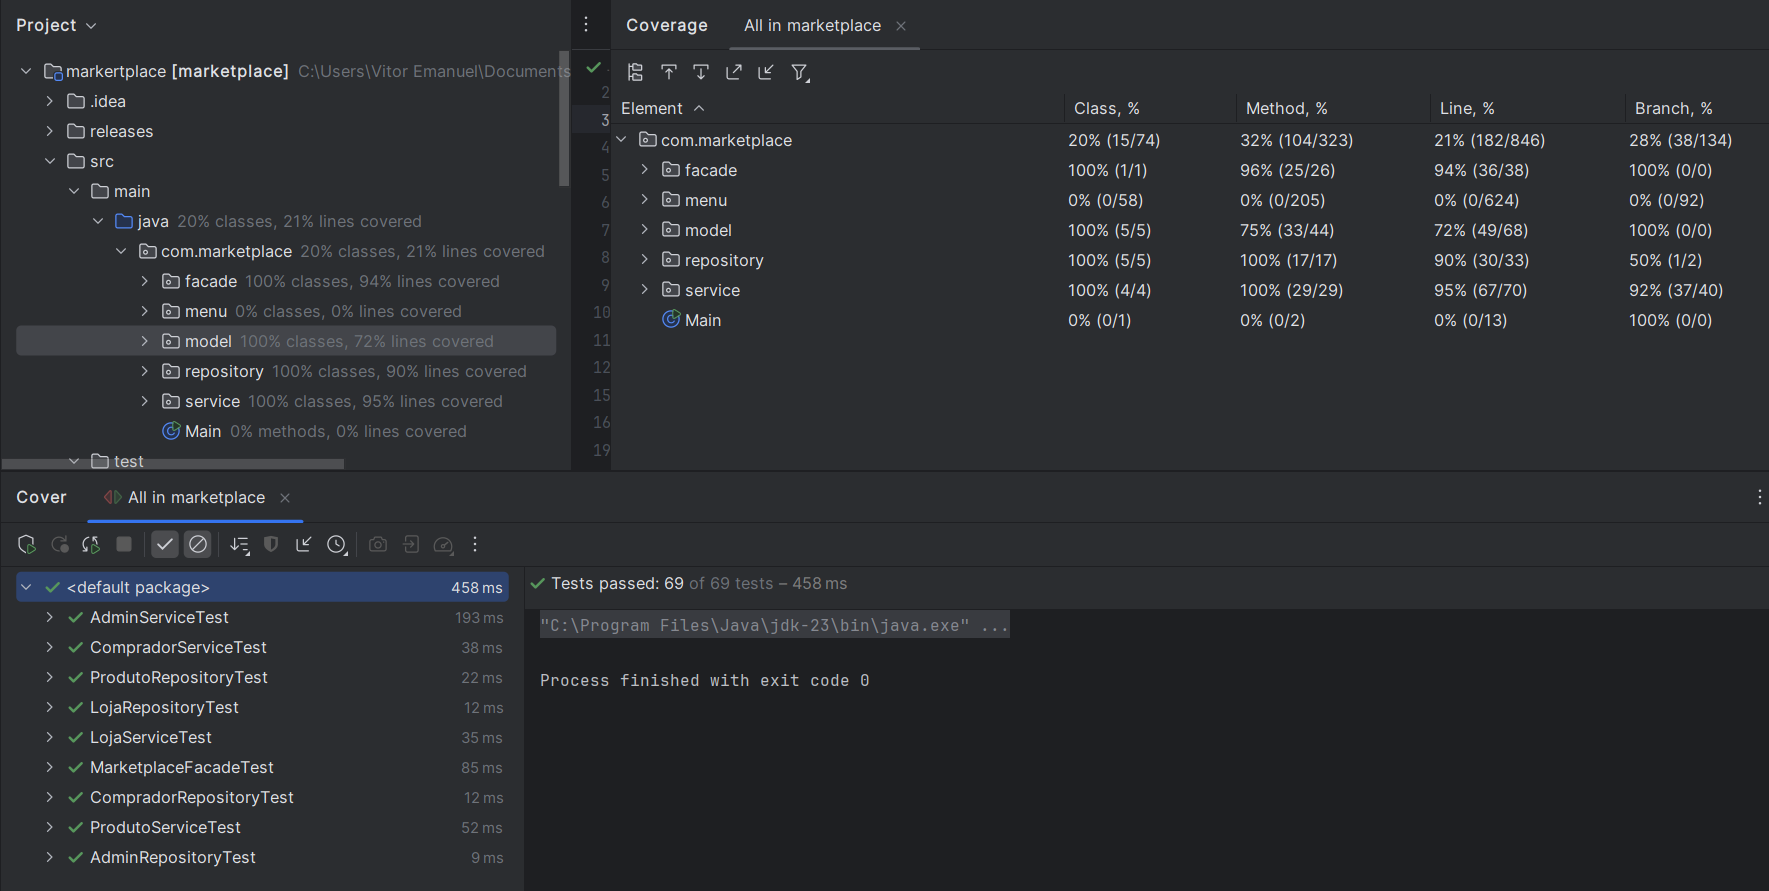 Project
markertplace [marketplace] C:\Users\Vitor Emanuel\Documents
.idea
releases
src
main
java 20% classes, 21% lines covered
com.marketplace 20% classes, 21% lines covered
facade 100% classes, 94% lines covered
menu 0% classes, 0% lines covered
model 100% classes, 72% lines covered
repository 100% classes, 90% lines covered
service 100% classes, 95% lines covered
Main 0% methods, 0% lines covered
test
2
3
4
5
6
7
8
9
10
11
12
15
16
19
Coverage All in marketplace
Element Class, % Method, % Line, % Branch, %
com.marketplace 20% (15/74) 32% (104/323) 21% (182/846) 28% (38/134)
facade 100% (1/1) 96% (25/26) 94% (36/38) 100% (0/0)
menu 0% (0/58) 0% (0/205) 0% (0/624) 0% (0/92)
model 100% (5/5) 75% (33/44) 72% (49/68) 100% (0/0)
repository 100% (5/5) 100% (17/17) 90% (30/33) 50% (1/2)
service 100% (4/4) 100% (29/29) 95% (67/70) 92% (37/40)
Main 0% (0/1) 0% (0/2) 0% (0/13) 100% (0/0)
Cover All in marketplace
<default package> 458 ms
AdminServiceTest 193 ms
CompradorServiceTest 38 ms
ProdutoRepositoryTest 22 ms
LojaRepositoryTest 12 ms
LojaServiceTest 35 ms
MarketplaceFacadeTest 85 ms
CompradorRepositoryTest 12 ms
ProdutoServiceTest 52 ms
AdminRepositoryTest 9 ms
Tests passed: 69 of 69 tests – 458 ms
"C:\Program Files\Java\jdk-23\bin\java.exe" ...
Process finished with exit code 0